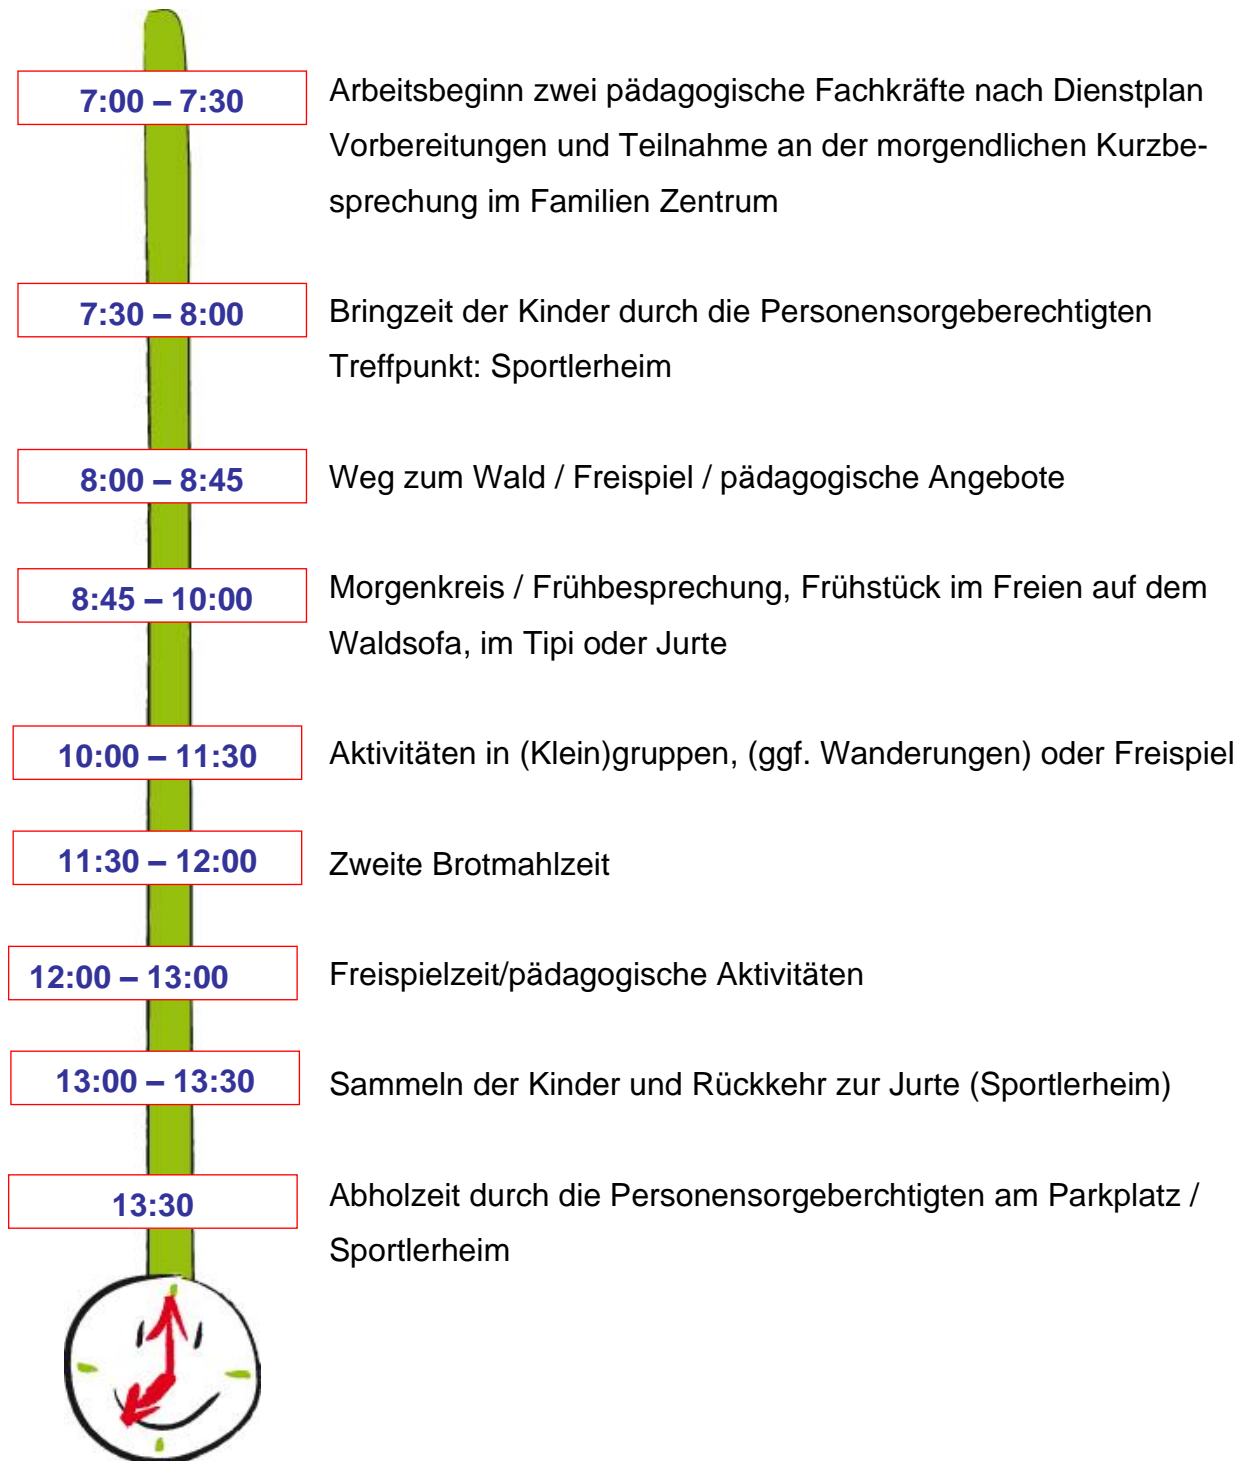 7:00 – 7:30
Arbeitsbeginn zwei pädagogische Fachkräfte nach Dienstplan
Vorbereitungen und Teilnahme an der morgendlichen Kurzbe-
sprechung im Familien Zentrum
7:30 – 8:00
Bringzeit der Kinder durch die Personensorgeberechtigten
Treffpunkt: Sportlerheim
8:00 – 8:45
Weg zum Wald / Freispiel / pädagogische Angebote
8:45 – 10:00
Morgenkreis / Frühbesprechung, Frühstück im Freien auf dem
Waldsofa, im Tipi oder Jurte
10:00 – 11:30
Aktivitäten in (Klein)gruppen, (ggf. Wanderungen) oder Freispiel
11:30 – 12:00
Zweite Brotmahlzeit
12:00 – 13:00
Freispielzeit/pädagogische Aktivitäten
13:00 – 13:30
Sammeln der Kinder und Rückkehr zur Jurte (Sportlerheim)
13:30
Abholzeit durch die Personensorgeberchtigten am Parkplatz /
Sportlerheim